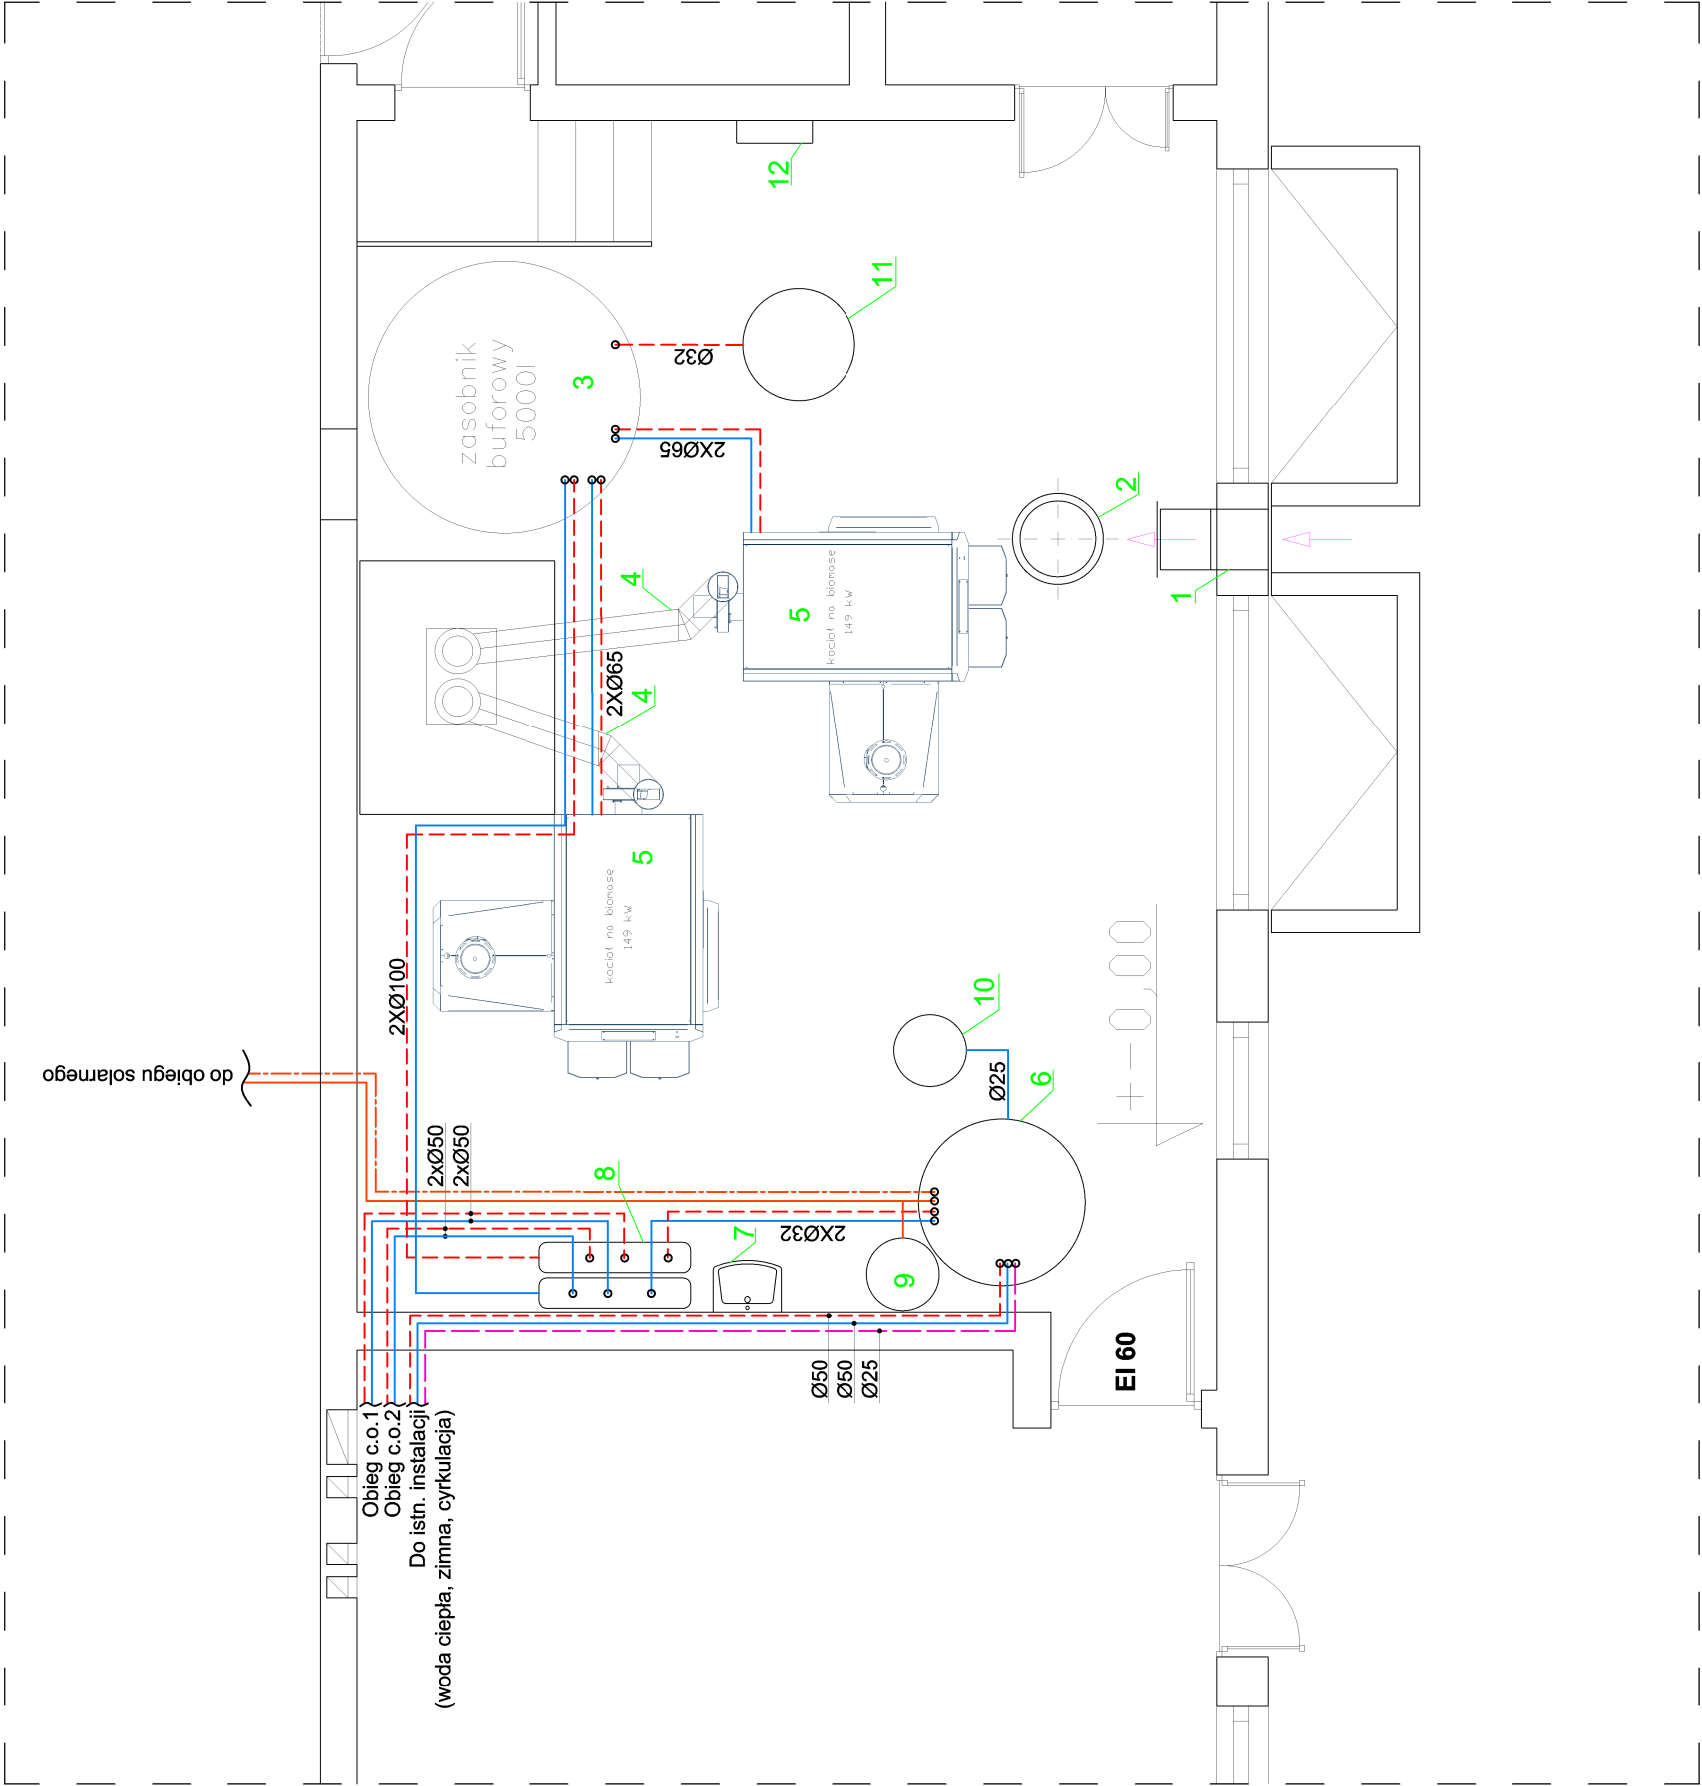 12
11
zasobnik
buforowy
5000l
3
Ø32
2XØ65
2
1
4
5
kocioł na biomasę
149 kW
2XØ65
4
5
kocioł na biomasę
149 kW
2XØ100
+-0,00
10
Ø25
6
do obiegu solarnego
2xØ50
2xØ50
8
7
2XØ32
9
EI 60
Ø50
Ø50
Ø25
Obieg c.o.1
Obieg c.o.2
Do istn. instalacji
(woda ciepła, zimna, cyrkulacja)